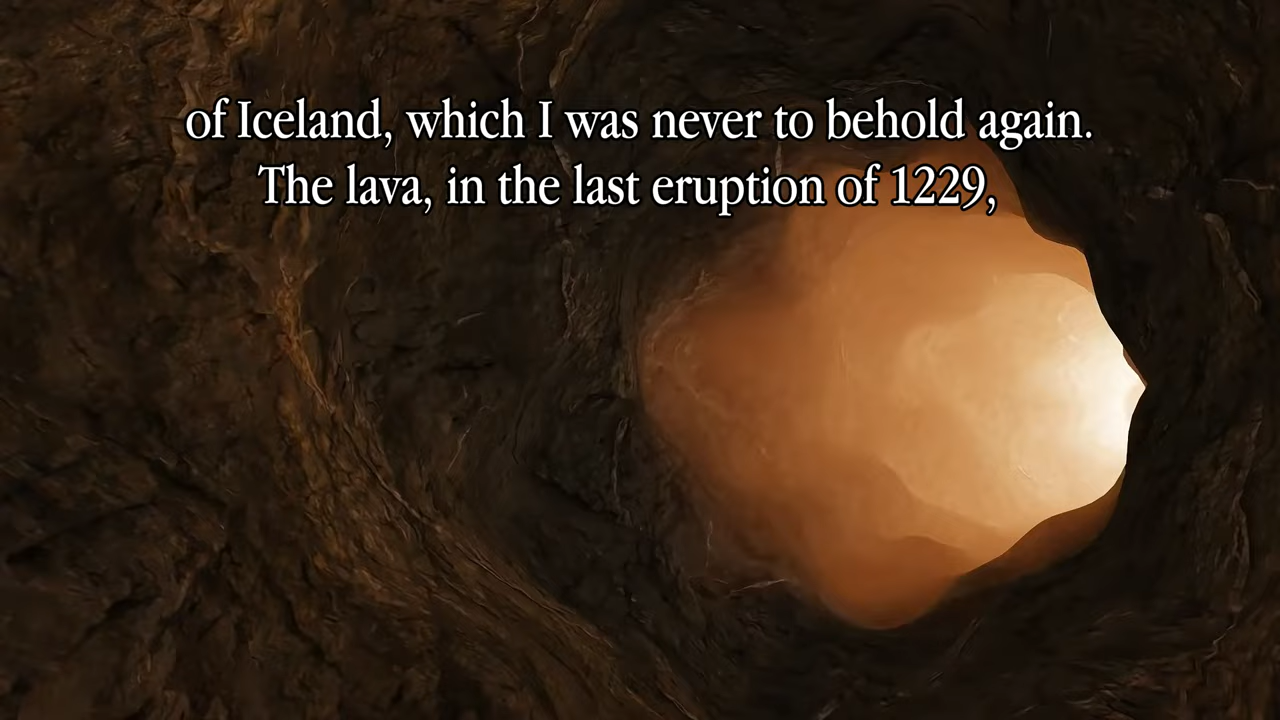 of Iceland, which I was never to behold again.
The lava, in the last eruption of 1229,